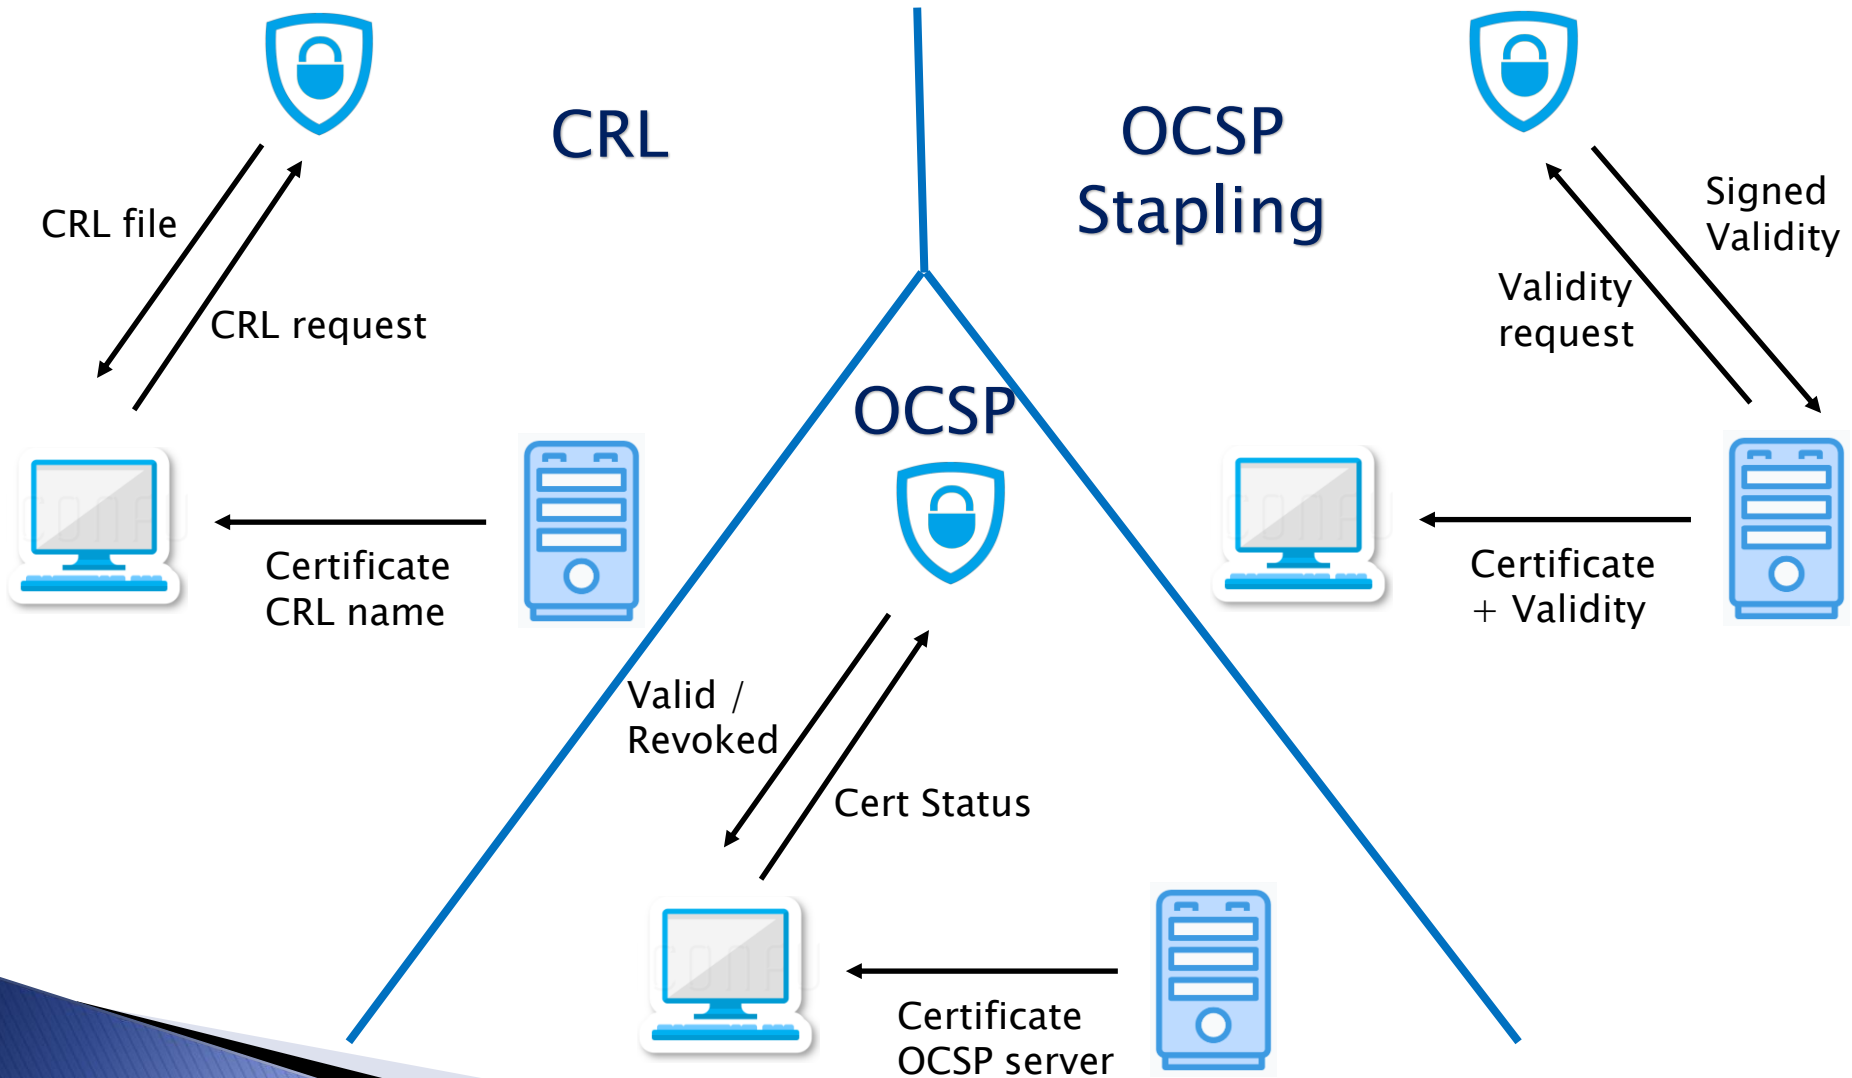 CRL
CRL file
CRL request
Certificate
CRL name
OCSP
Stapling
Signed
Validity
Validity
request
Certificate
+ Validity
OCSP
Valid /
Revoked
Cert Status
Certificate
OCSP server